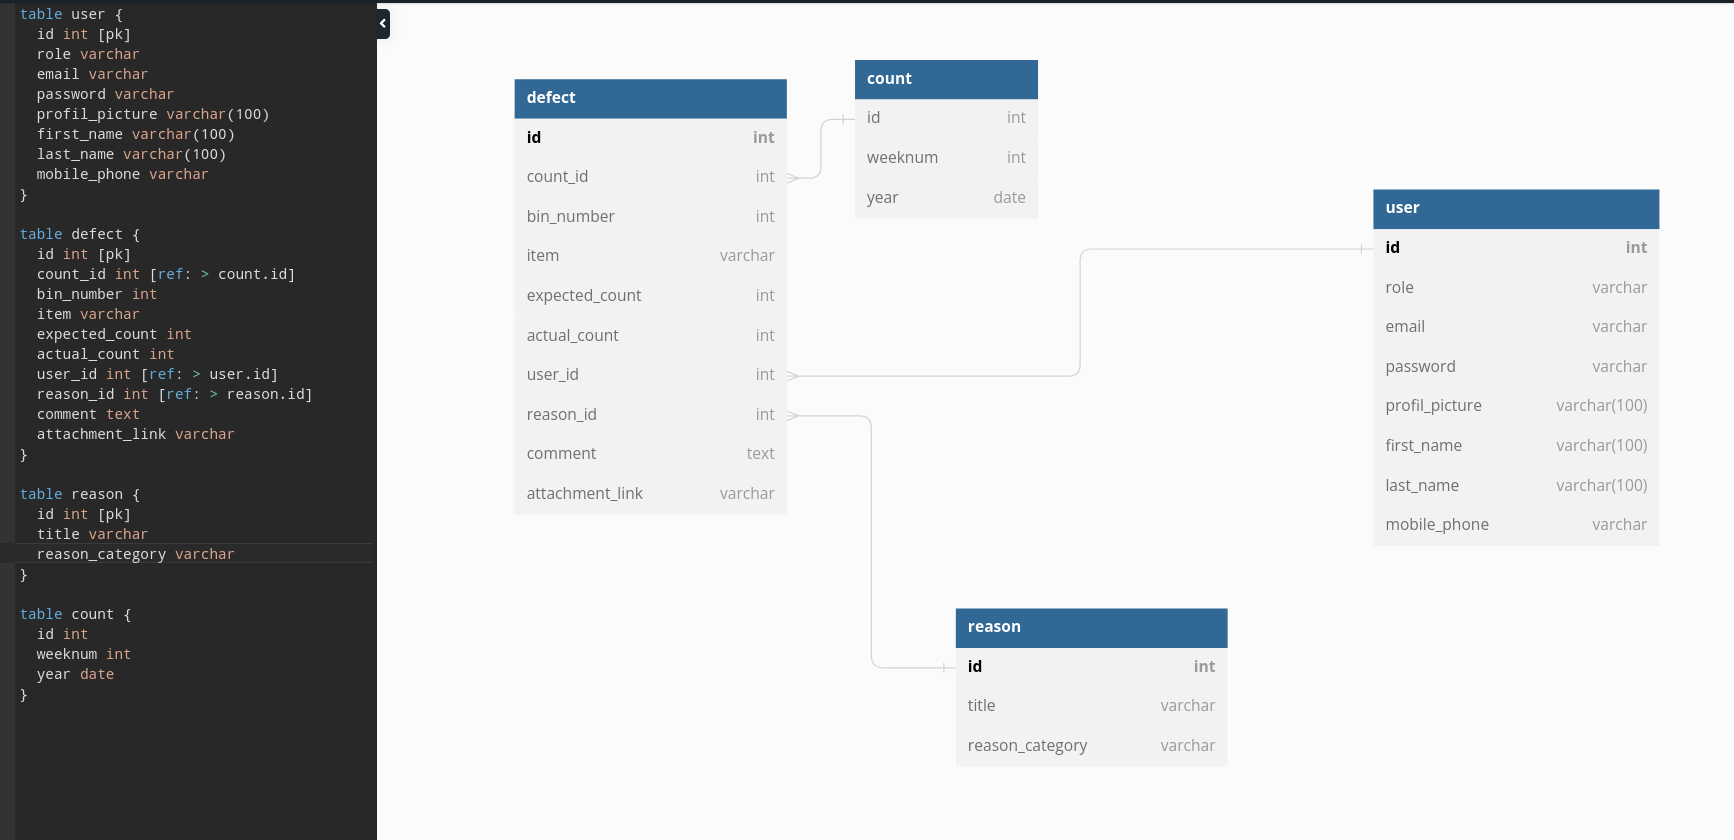 table user {
id int [pk]
role varchar
email varchar
password varchar
profil_picture varchar(100)
first_name varchar(100)
last_name varchar(100)
mobile_phone varchar
}
table defect {
id int [pk]
count_id int [ref: > count.id]
bin_number int
item varchar
expected_count int
actual_count int
user_id int [ref: > user.id]
reason_id int [ref: > reason.id]
comment text
attachment_link varchar
}
table reason {
id int [pk]
title varchar
reason_category varchar
}
table count {
id int
weeknum int
year date
}
defect
id int
count_id int
bin_number int
item varchar
expected_count int
actual_count int
user_id int
reason_id int
comment text
attachment_link varchar
count
id int
weeknum int
year date
user
id int
role varchar
email varchar
password varchar
profil_picture varchar(100)
first_name varchar(100)
last_name varchar(100)
mobile_phone varchar
reason
id int
title varchar
reason_category varchar